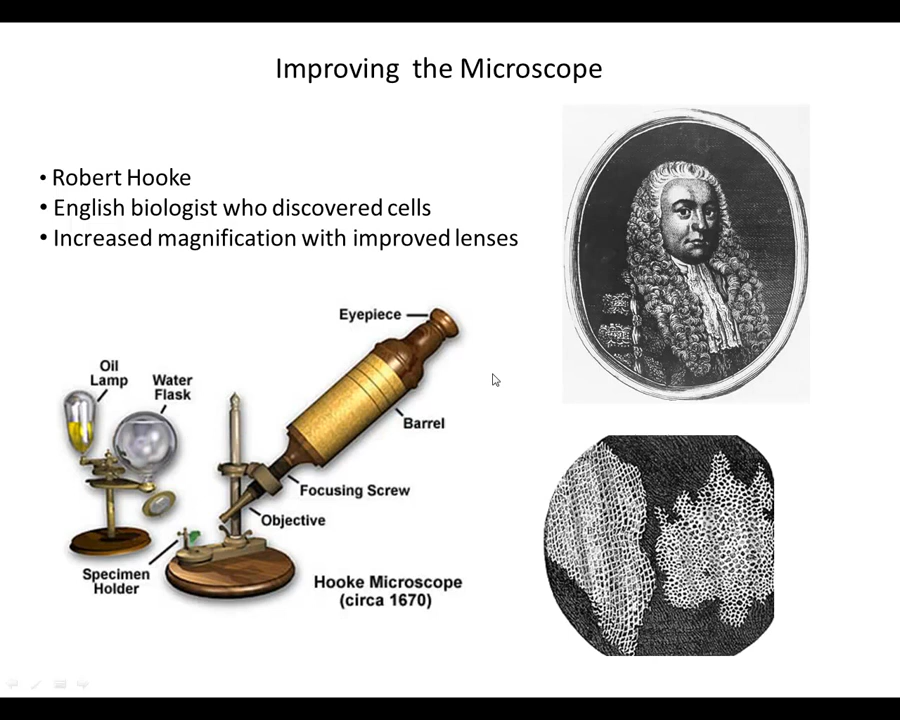 Improving the Microscope
• Robert Hooke
• English biologist who discovered cells
• Increased magnification with improved lenses
Eyepiece
Oil
Lamp
Water
Flask
Barrel
Focusing Screw
Objective
Specimen
Holder
Hooke Microscope
(circa 1670)